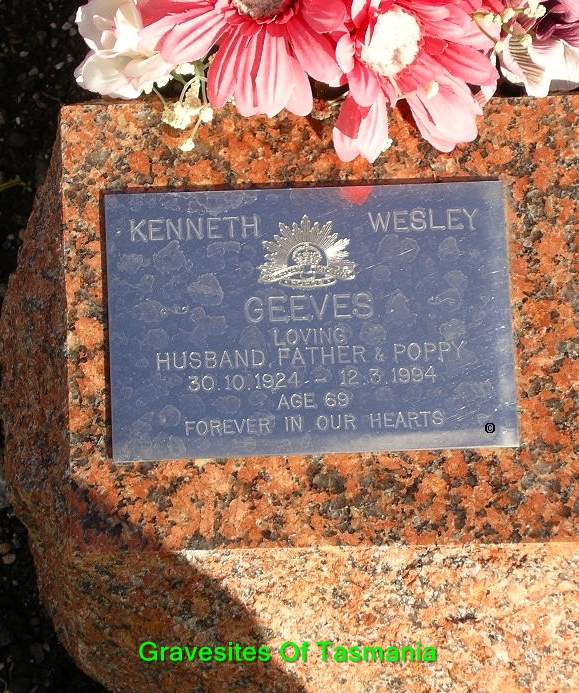 KENNETH WESLEY
GEEVES
LOVING
HUSBAND, FATHER & POPPY
30.10.1924 - 12.3.1994
AGE 69
FOREVER IN OUR HEARTS
©
Gravesites Of Tasmania